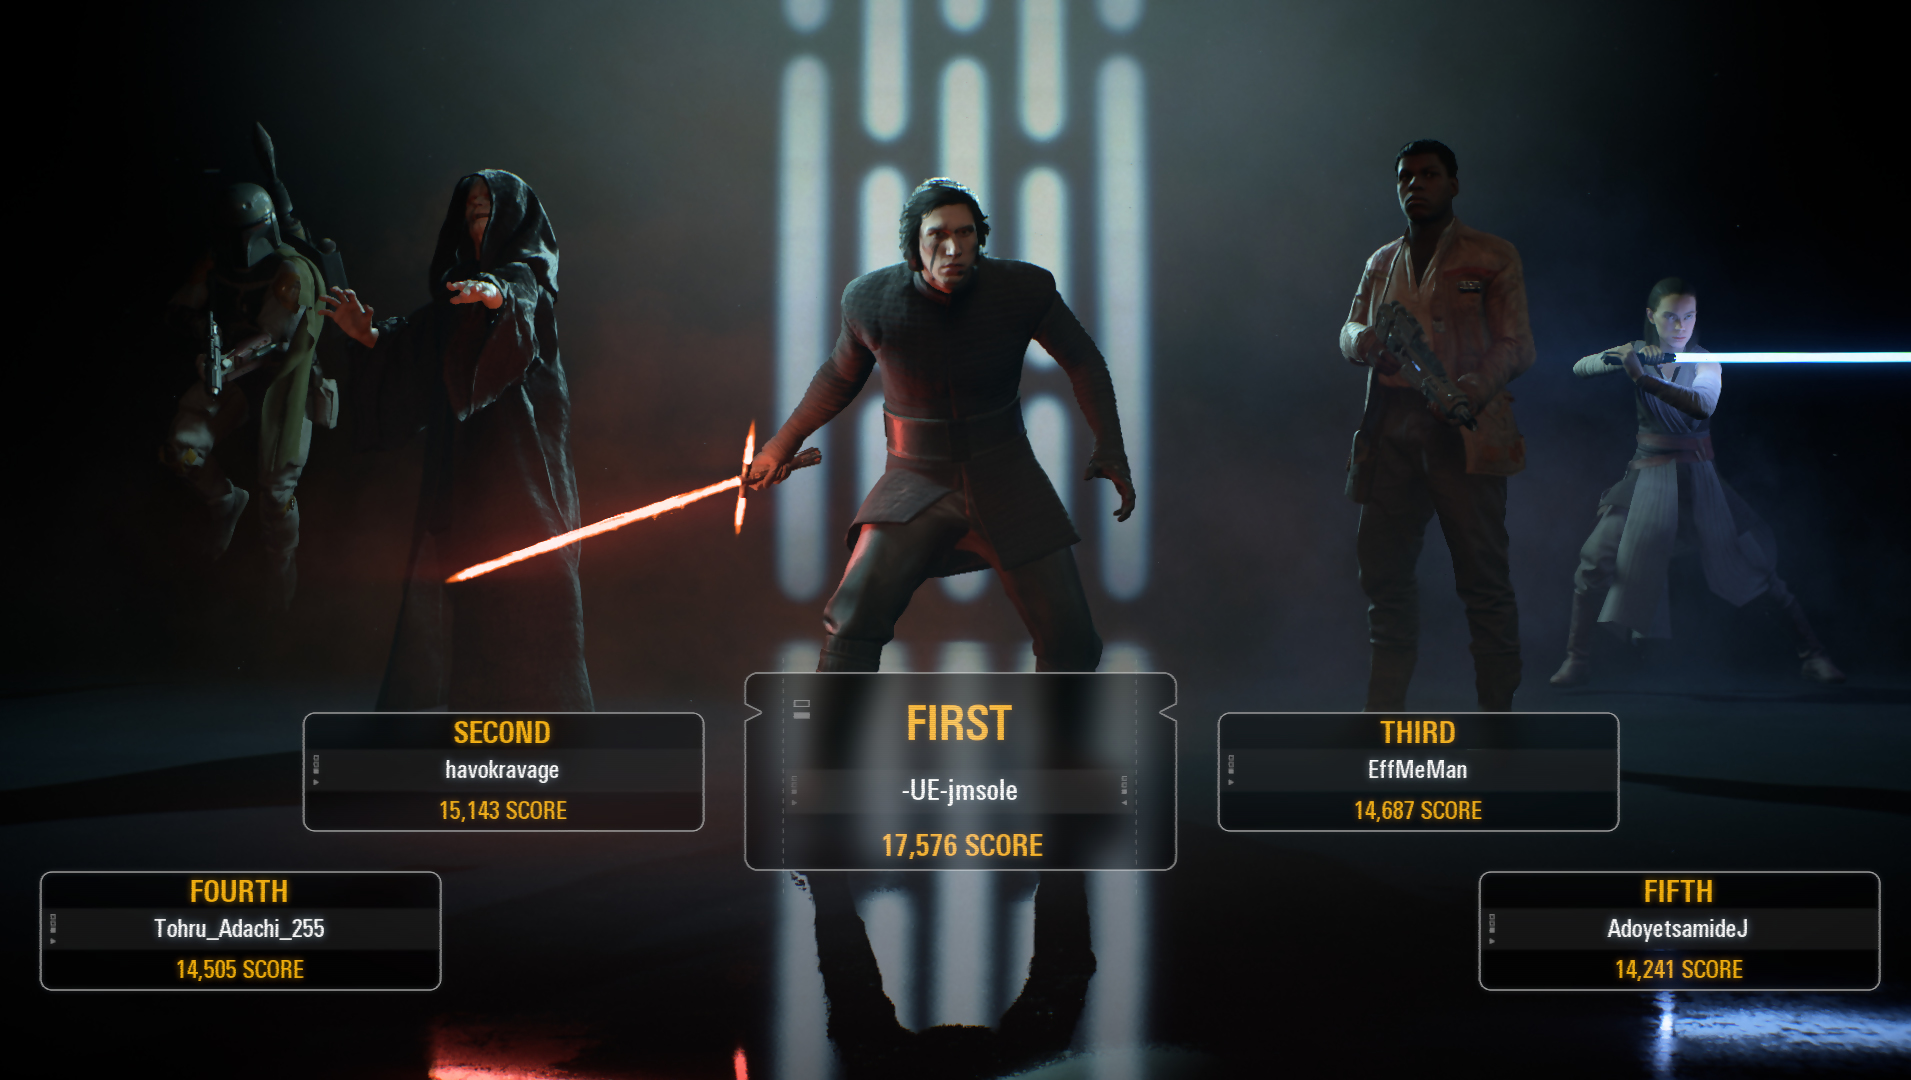 FIRST
-UE-jmsole
17,576 SCORE
SECOND
havokravage
15,143 SCORE
THIRD
EffMeMan
14,687 SCORE
FOURTH
Tohru_Adachi_255
14,505 SCORE
FIFTH
AdoyetsamideJ
14,241 SCORE